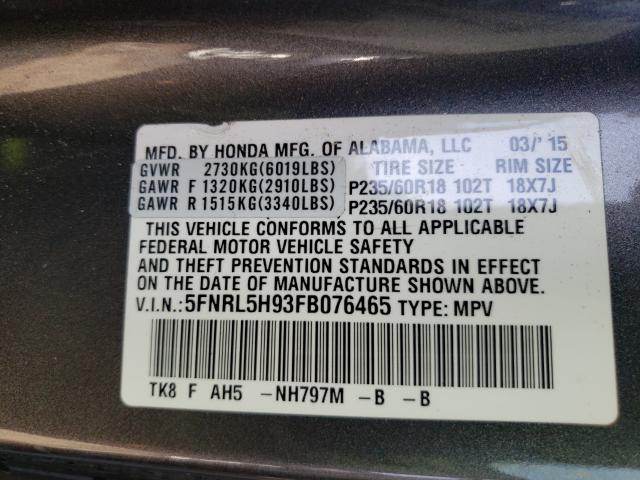 MFD. BY HONDA MFG. OF ALABAMA, LLC 03/'15
GVWR 2730KG(6019LBS) TIRE SIZE RIM SIZE
GAWR F 1320KG(2910LBS) P235/60R18 102T 18X7J
GAWR R 1515KG(3340LBS) P235/60R18 102T 18X7J
THIS VEHICLE CONFORMS TO ALL APPLICABLE
FEDERAL MOTOR VEHICLE SAFETY
AND THEFT PREVENTION STANDARDS IN EFFECT
ON THE DATE OF MANUFACTURE SHOWN ABOVE.
V.I.N.:5FNRL5H93FB076465 TYPE: MPV
TK8 F AH5 -NH797M -B -B